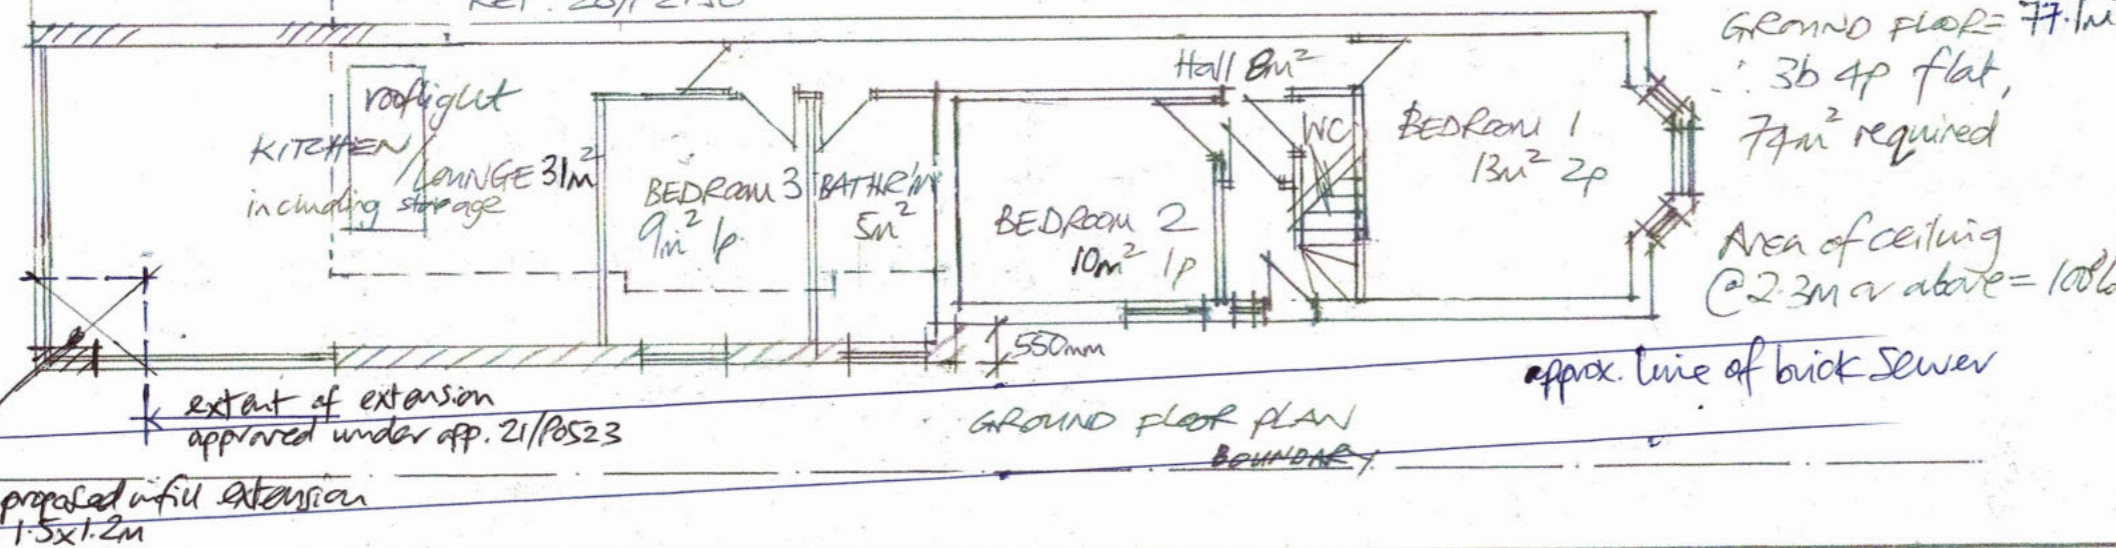 GROUND FLOOR = 77.1m
∴ 3b 4p flat,
74m² required
Area of ceiling
@ 2.3m or above = 100%
Hall 8m²
rooflight
KITCHEN/
LOUNGE 31m²
including storage
BEDROOM 3
9m² 1p
BATHR'M
5m²
BEDROOM 2
10m² 1p
WC
BEDROOM 1
13m² 2p
550mm
approx. line of brick sewer
extent of extension
approved under app. 21/P0523
GROUND FLOOR PLAN
BOUNDARY
proposed infill extension
1.5x1.2m